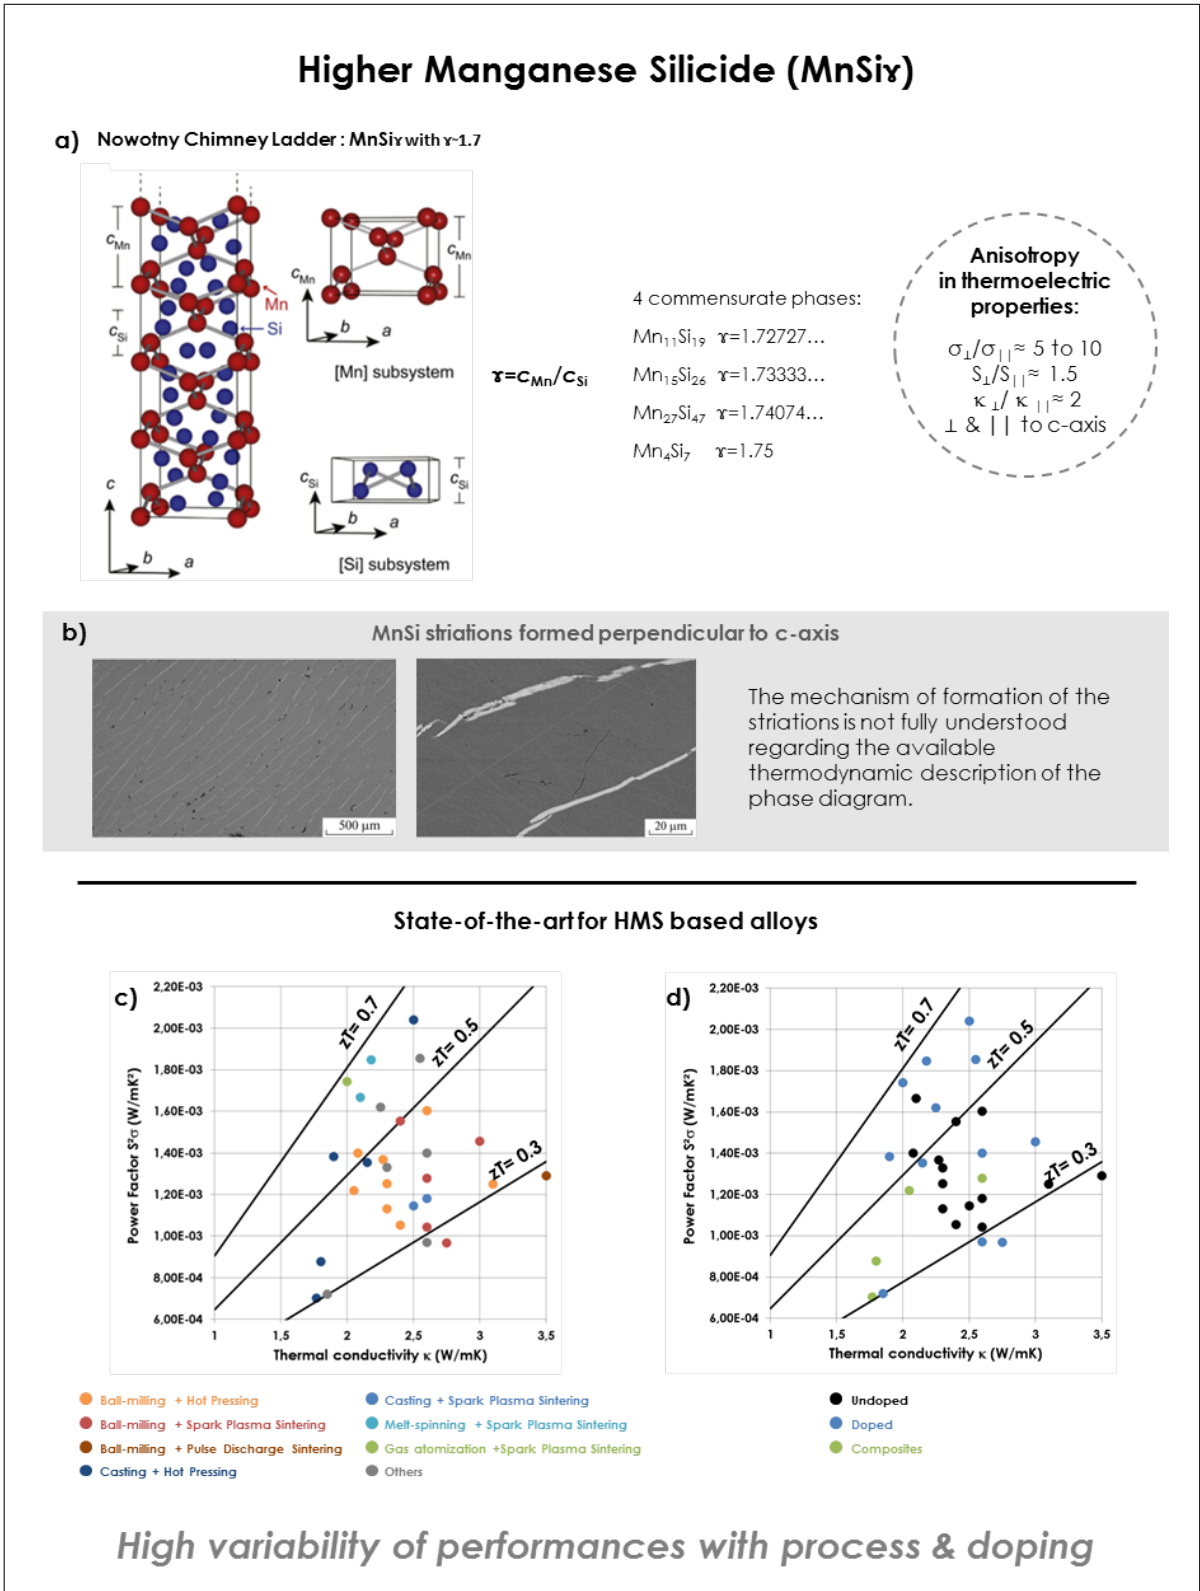 Higher Manganese Silicide (MnSiɤ)
a) Nowotny Chimney Ladder : MnSiɤ with ɤ~1.7
c_Mn
c_Si
Mn
Si
c
b
a
c_Mn
c_Mn
b
a
[Mn] subsystem
c_Si
c_Si
b
a
[Si] subsystem
ɤ=c_Mn/c_Si
4 commensurate phases:
Mn₁₁Si₁₉ ɤ=1.72727...
Mn₁₅Si₂₆ ɤ=1.73333...
Mn₂₇Si₄₇ ɤ=1.74074...
Mn₄Si₇ ɤ=1.75
Anisotropy
in thermoelectric
properties:
σ⊥/σ||≈ 5 to 10
S⊥/S||≈ 1.5
κ⊥/ κ ||≈ 2
⊥ & || to c-axis
b)
MnSi striations formed perpendicular to c-axis
500 µm
20 µm
The mechanism of formation of the
striations is not fully understood
regarding the available
thermodynamic description of the
phase diagram.
State-of-the-art for HMS based alloys
c)
Power Factor S²σ (W/mK²)
2,20E-03
2,00E-03
1,80E-03
1,60E-03
1,40E-03
1,20E-03
1,00E-03
8,00E-04
6,00E-04
zT= 0.7
zT= 0.5
zT= 0.3
1 1,5 2 2,5 3 3,5
Thermal conductivity κ (W/mK)
d)
Power Factor S²σ (W/mK²)
2,20E-03
2,00E-03
1,80E-03
1,60E-03
1,40E-03
1,20E-03
1,00E-03
8,00E-04
6,00E-04
zT= 0.7
zT= 0.5
zT= 0.3
1 1,5 2 2,5 3 3,5
Thermal conductivity κ (W/mK)
Ball-milling + Hot Pressing
Ball-milling + Spark Plasma Sintering
Ball-milling + Pulse Discharge Sintering
Casting + Hot Pressing
Casting + Spark Plasma Sintering
Melt-spinning + Spark Plasma Sintering
Gas atomization +Spark Plasma Sintering
Others
Undoped
Doped
Composites
High variability of performances with process & doping